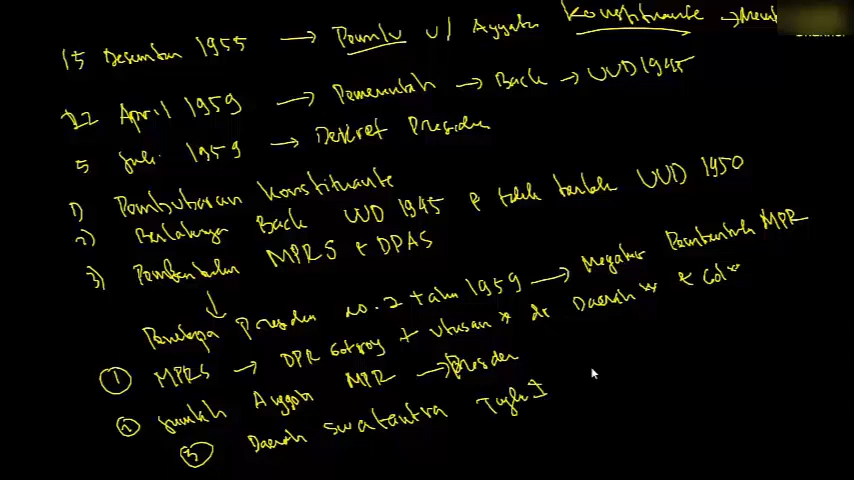 15 Desember 1955 → Pemilu u/ Anggota Konstituante →
22 April 1959 → Pemerintah → Back → UUD 1945
5 Juli 1959 → Dekret Presiden
1) Pembubaran Konstituante
2) Berlakunya Back UUD 1945 & tidak berlaku UUD 1950
3) Pembentukan MPRS + DPAS
↓
Presiden no. 2 tahun 1959 → Mengatur Pembentukan MPR
① MPRS → DPR Gotroy + Utusan * dr Daerah ** & Gol **
② Jumlah Anggota MPR → Presiden
③ Daerah swatantra Tingkat I